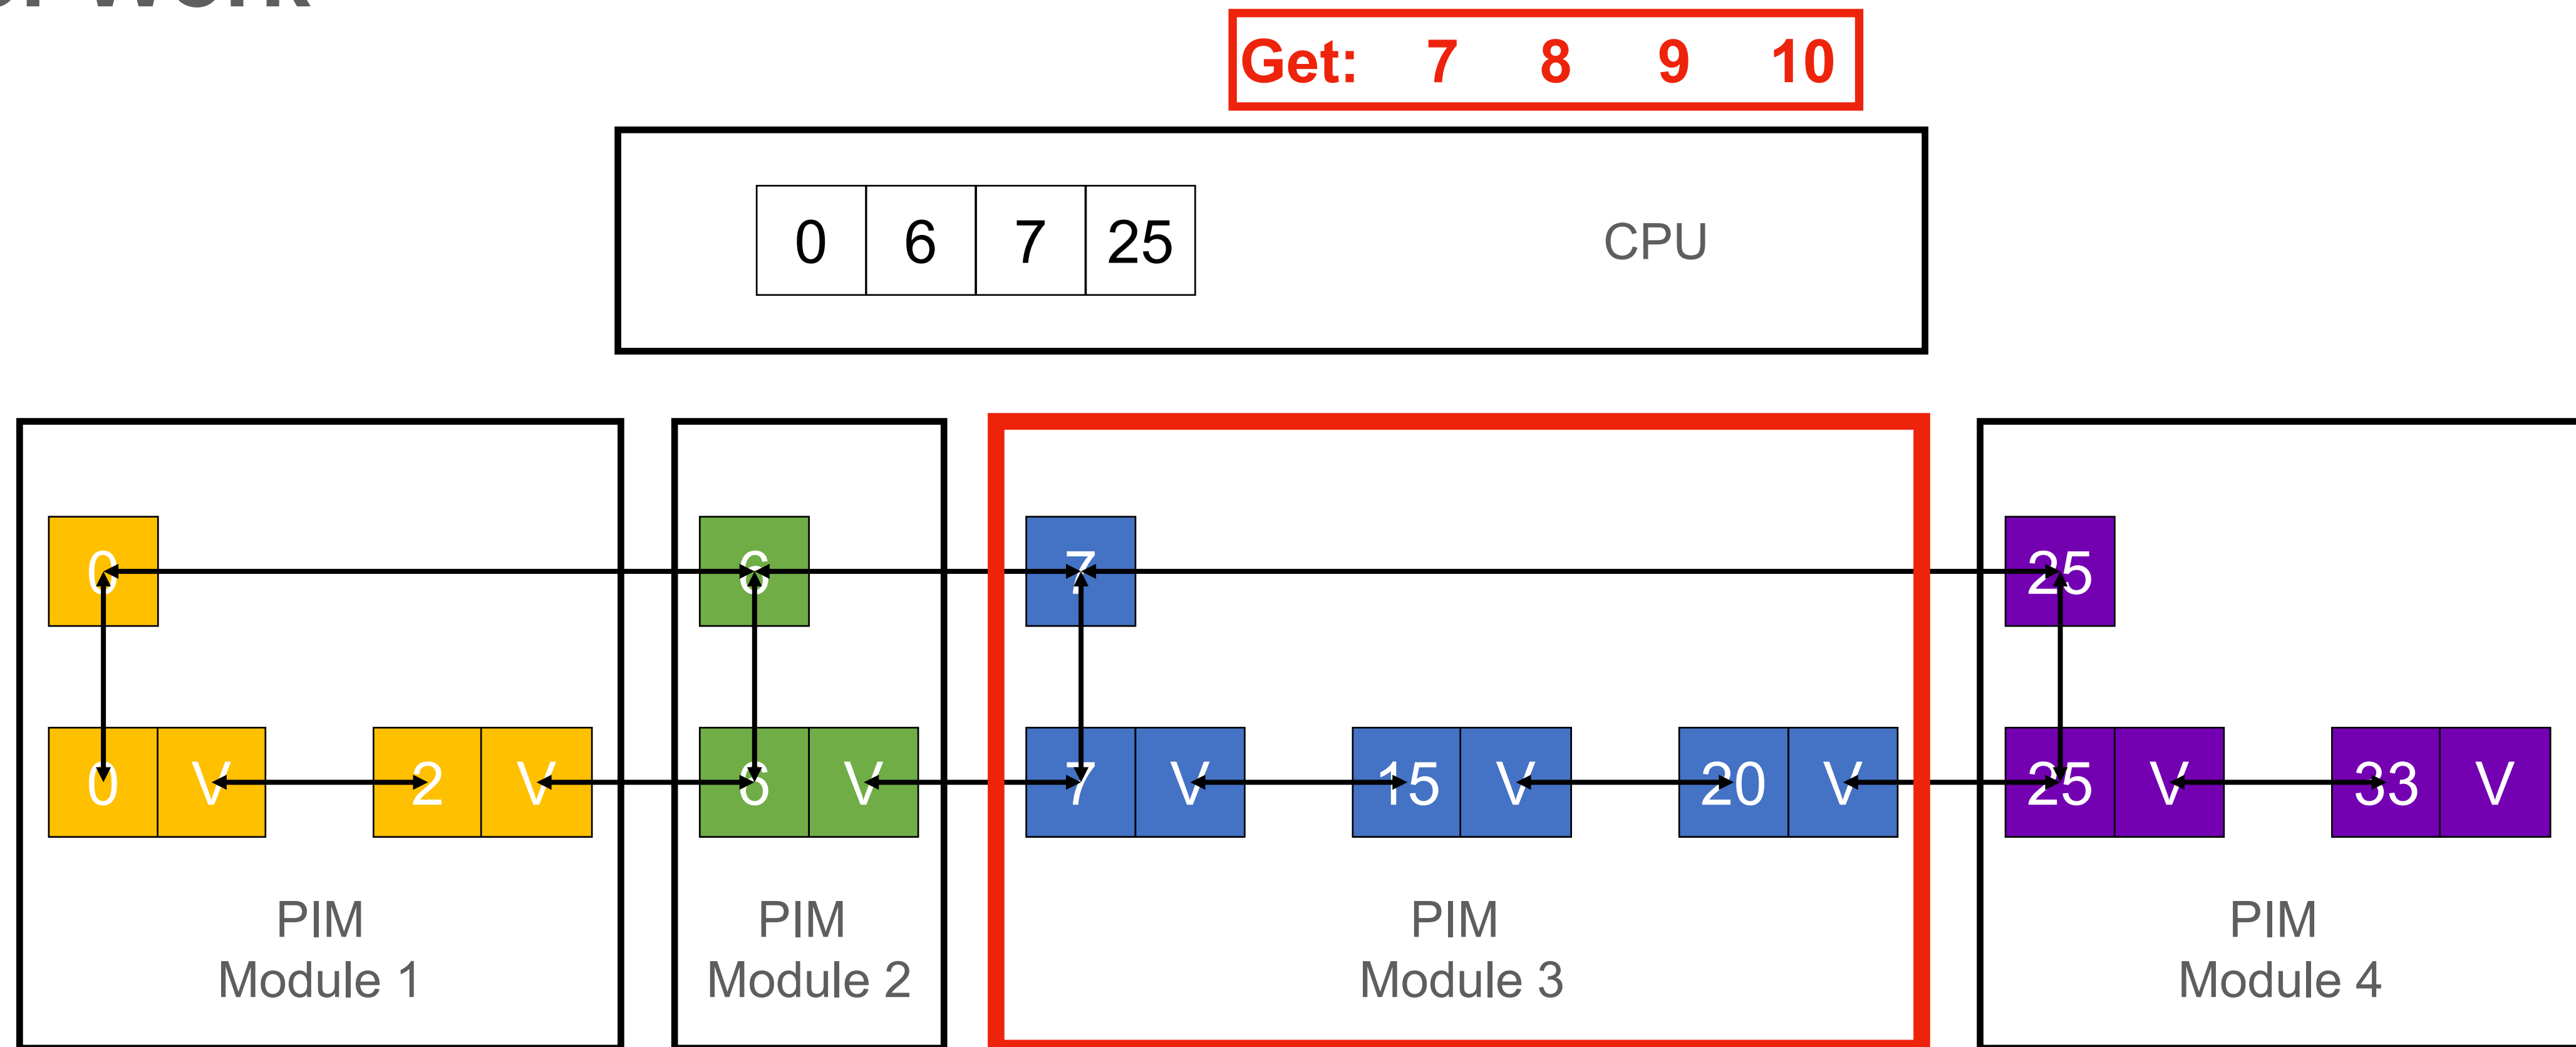 Work
Get: 7 8 9 10
0 6 7 25
CPU
0 6 7 25
0 V 2 V 6 V 7 V 15 V 20 V 25 V 33 V
PIM PIM PIM PIM
Module 1 Module 2 Module 3 Module 4